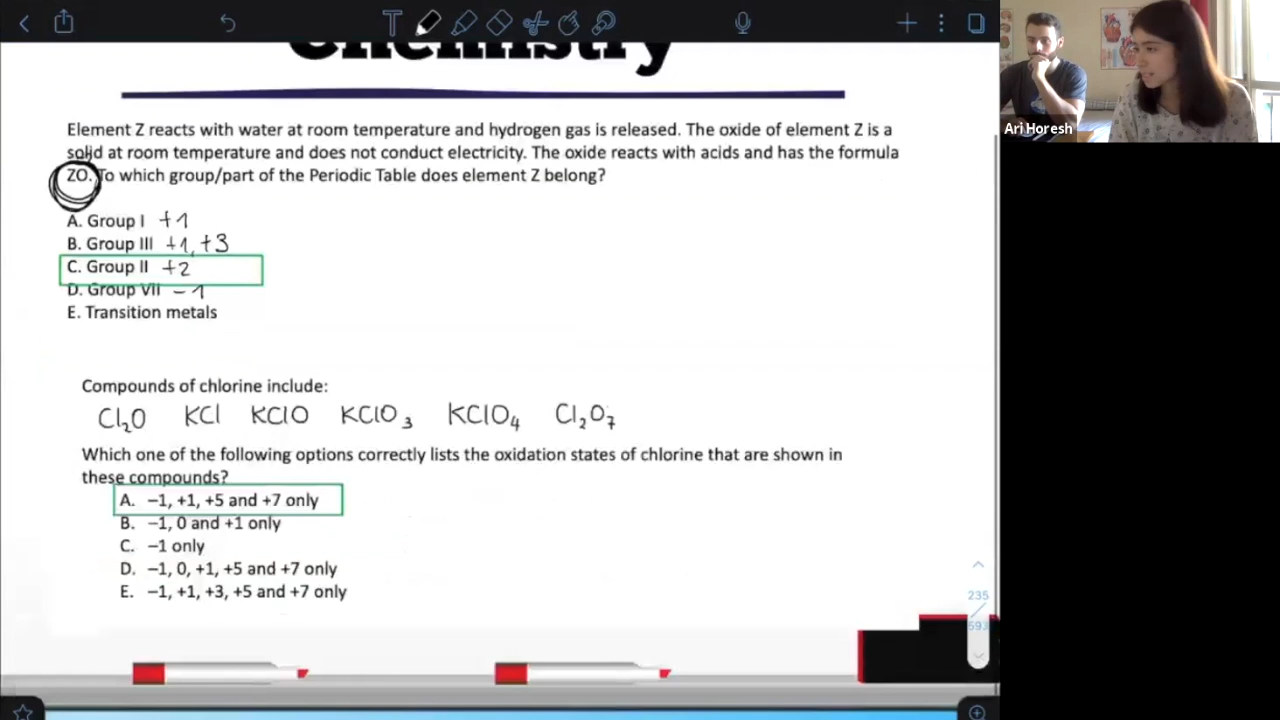 Chemistry
Ari Horesh
Element Z reacts with water at room temperature and hydrogen gas is released. The oxide of element Z is a
solid at room temperature and does not conduct electricity. The oxide reacts with acids and has the formula
ZO. To which group/part of the Periodic Table does element Z belong?
A. Group I +1
B. Group III +1, +3
C. Group II +2
D. Group VII −1
E. Transition metals
Compounds of chlorine include:
Cl₂O KCl KClO KClO₃ KClO₄ Cl₂O₇
Which one of the following options correctly lists the oxidation states of chlorine that are shown in
these compounds?
A. −1, +1, +5 and +7 only
B. −1, 0 and +1 only
C. −1 only
D. −1, 0, +1, +5 and +7 only
E. −1, +1, +3, +5 and +7 only
235
593